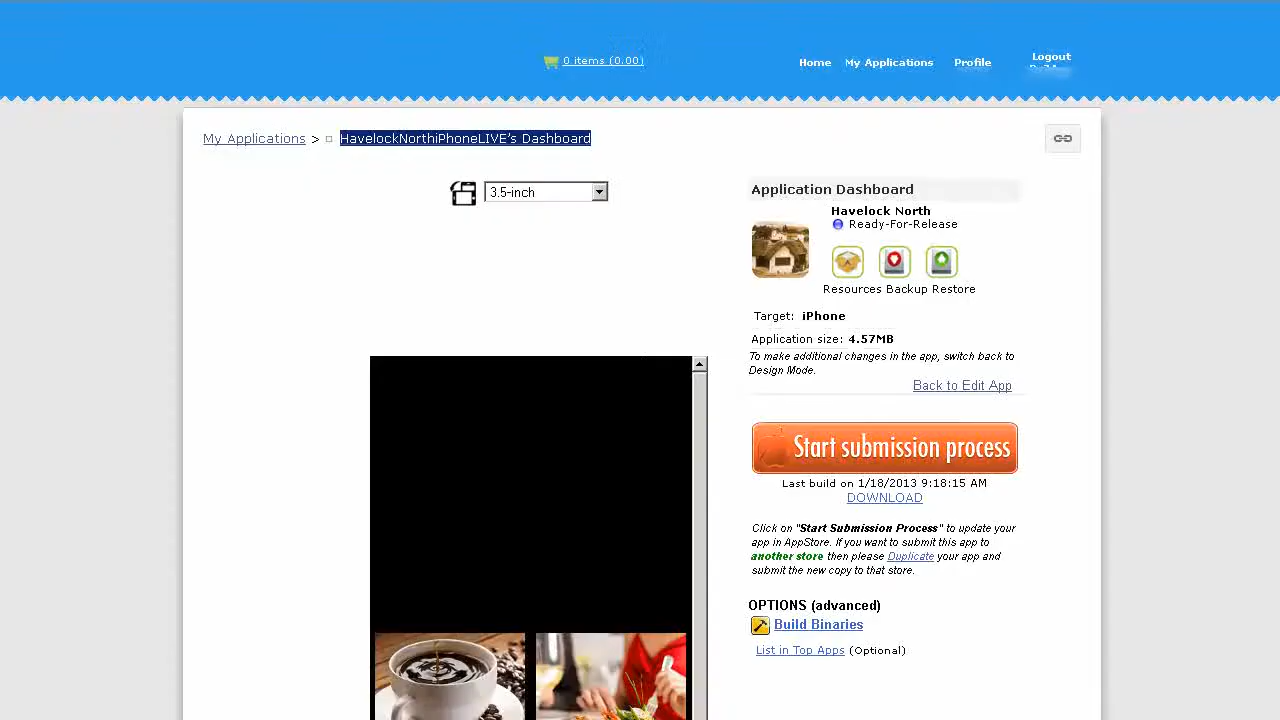 0 items (0.00)
Home My Applications Profile Logout
My Applications > HavelockNorthiPhoneLIVE's Dashboard
3.5-inch
Application Dashboard
Havelock North
Ready-For-Release
Resources Backup Restore
Target: iPhone
Application size: 4.57MB
To make additional changes in the app, switch back to
Design Mode.
Back to Edit App
Start submission process
Last build on 1/18/2013 9:18:15 AM
DOWNLOAD
Click on "Start Submission Process" to update your
app in AppStore. If you want to submit this app to
another store then please Duplicate your app and
submit the new copy to that store.
OPTIONS (advanced)
Build Binaries
List in Top Apps (Optional)